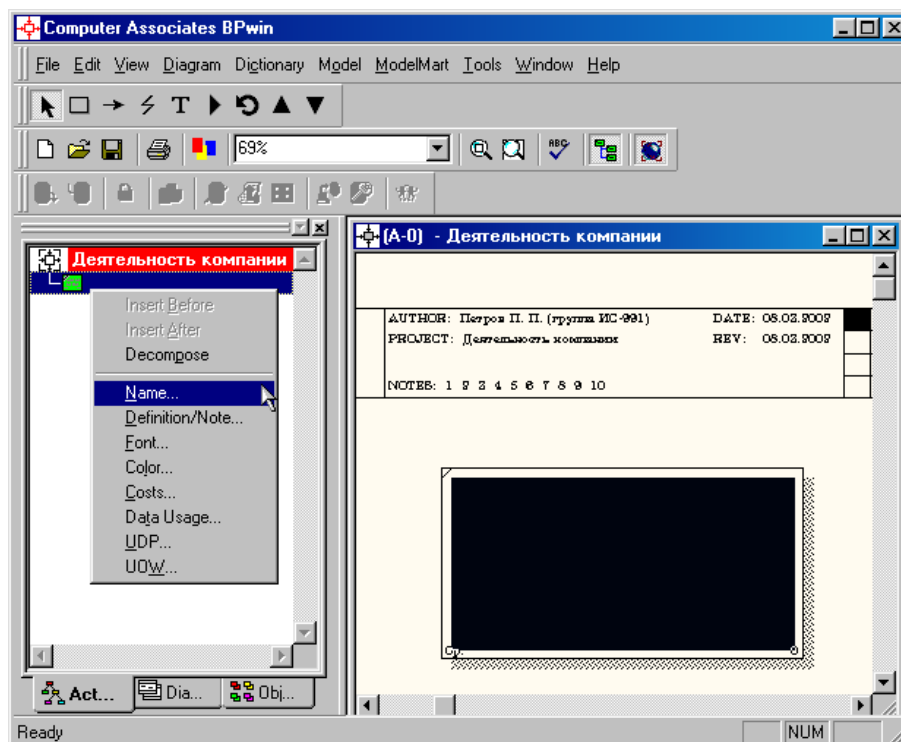 Computer Associates BPwin
File Edit View Diagram Dictionary Model ModelMart Tools Window Help
T
69%
ABC
Деятельность компании
Insert Before
Insert After
Decompose
Name...
Definition/Note...
Font...
Color...
Costs...
Data Usage...
UDP...
UOW...
Act... Dia... Obj...
(A-0) - Деятельность компании
AUTHOR: Петров П. П. (группа ИС-991) DATE: 08.02.2009
PROJECT: Деятельность компании REV: 08.02.2009
NOTES: 1 2 3 4 5 6 7 8 9 10
Ready NUM